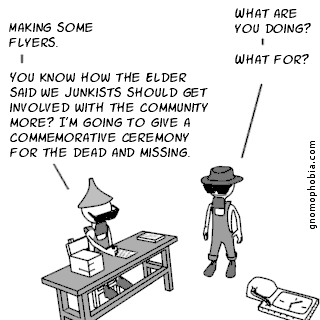 WHAT ARE
YOU DOING?
MAKING SOME
FLYERS.
WHAT FOR?
YOU KNOW HOW THE ELDER
SAID WE JUNKISTS SHOULD GET
INVOLVED WITH THE COMMUNITY
MORE? I'M GOING TO GIVE A
COMMEMORATIVE CEREMONY
FOR THE DEAD AND MISSING.
gnomophobia.com